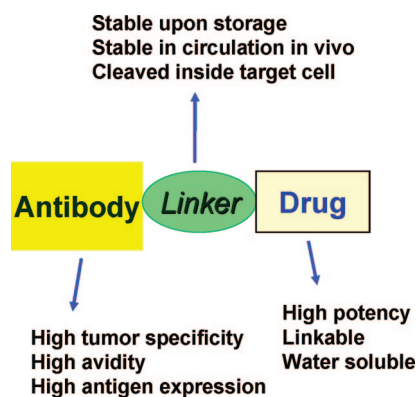 Stable upon storage
Stable in circulation in vivo
Cleaved inside target cell
Antibody
Linker
Drug
High tumor specificity
High avidity
High antigen expression
High potency
Linkable
Water soluble